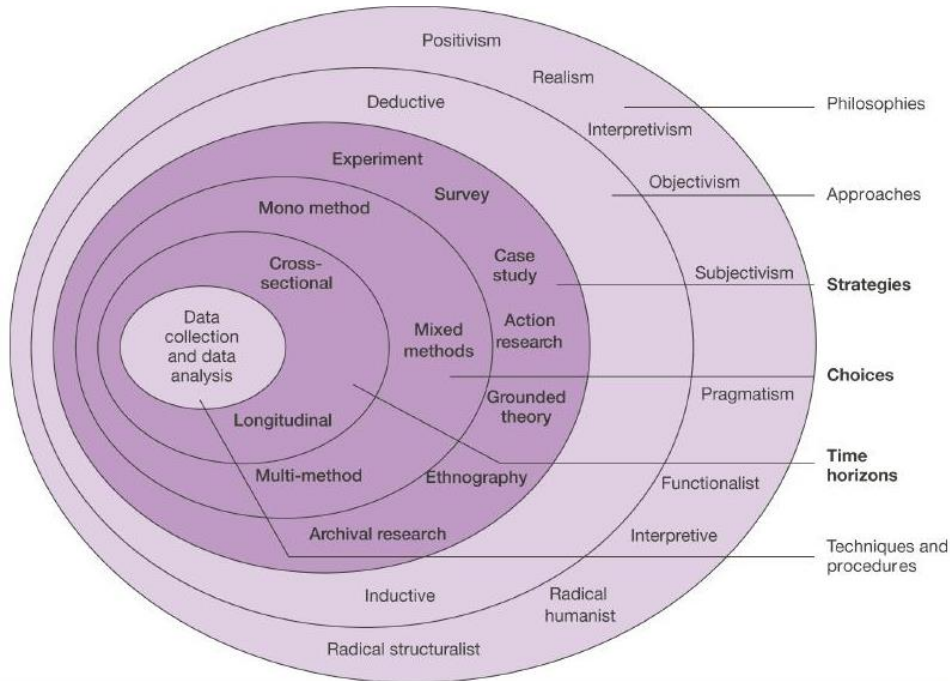 Positivism
Realism
Philosophies
Deductive
Interpretivism
Experiment
Objectivism
Survey
Approaches
Mono method
Case
study
Subjectivism
Cross-
sectional
Strategies
Data
collection
and data
analysis
Mixed
methods
Action
research
Choices
Grounded
theory
Pragmatism
Longitudinal
Time
horizons
Multi-method
Ethnography
Functionalist
Archival research
Interpretive
Techniques and
procedures
Inductive
Radical
humanist
Radical structuralist